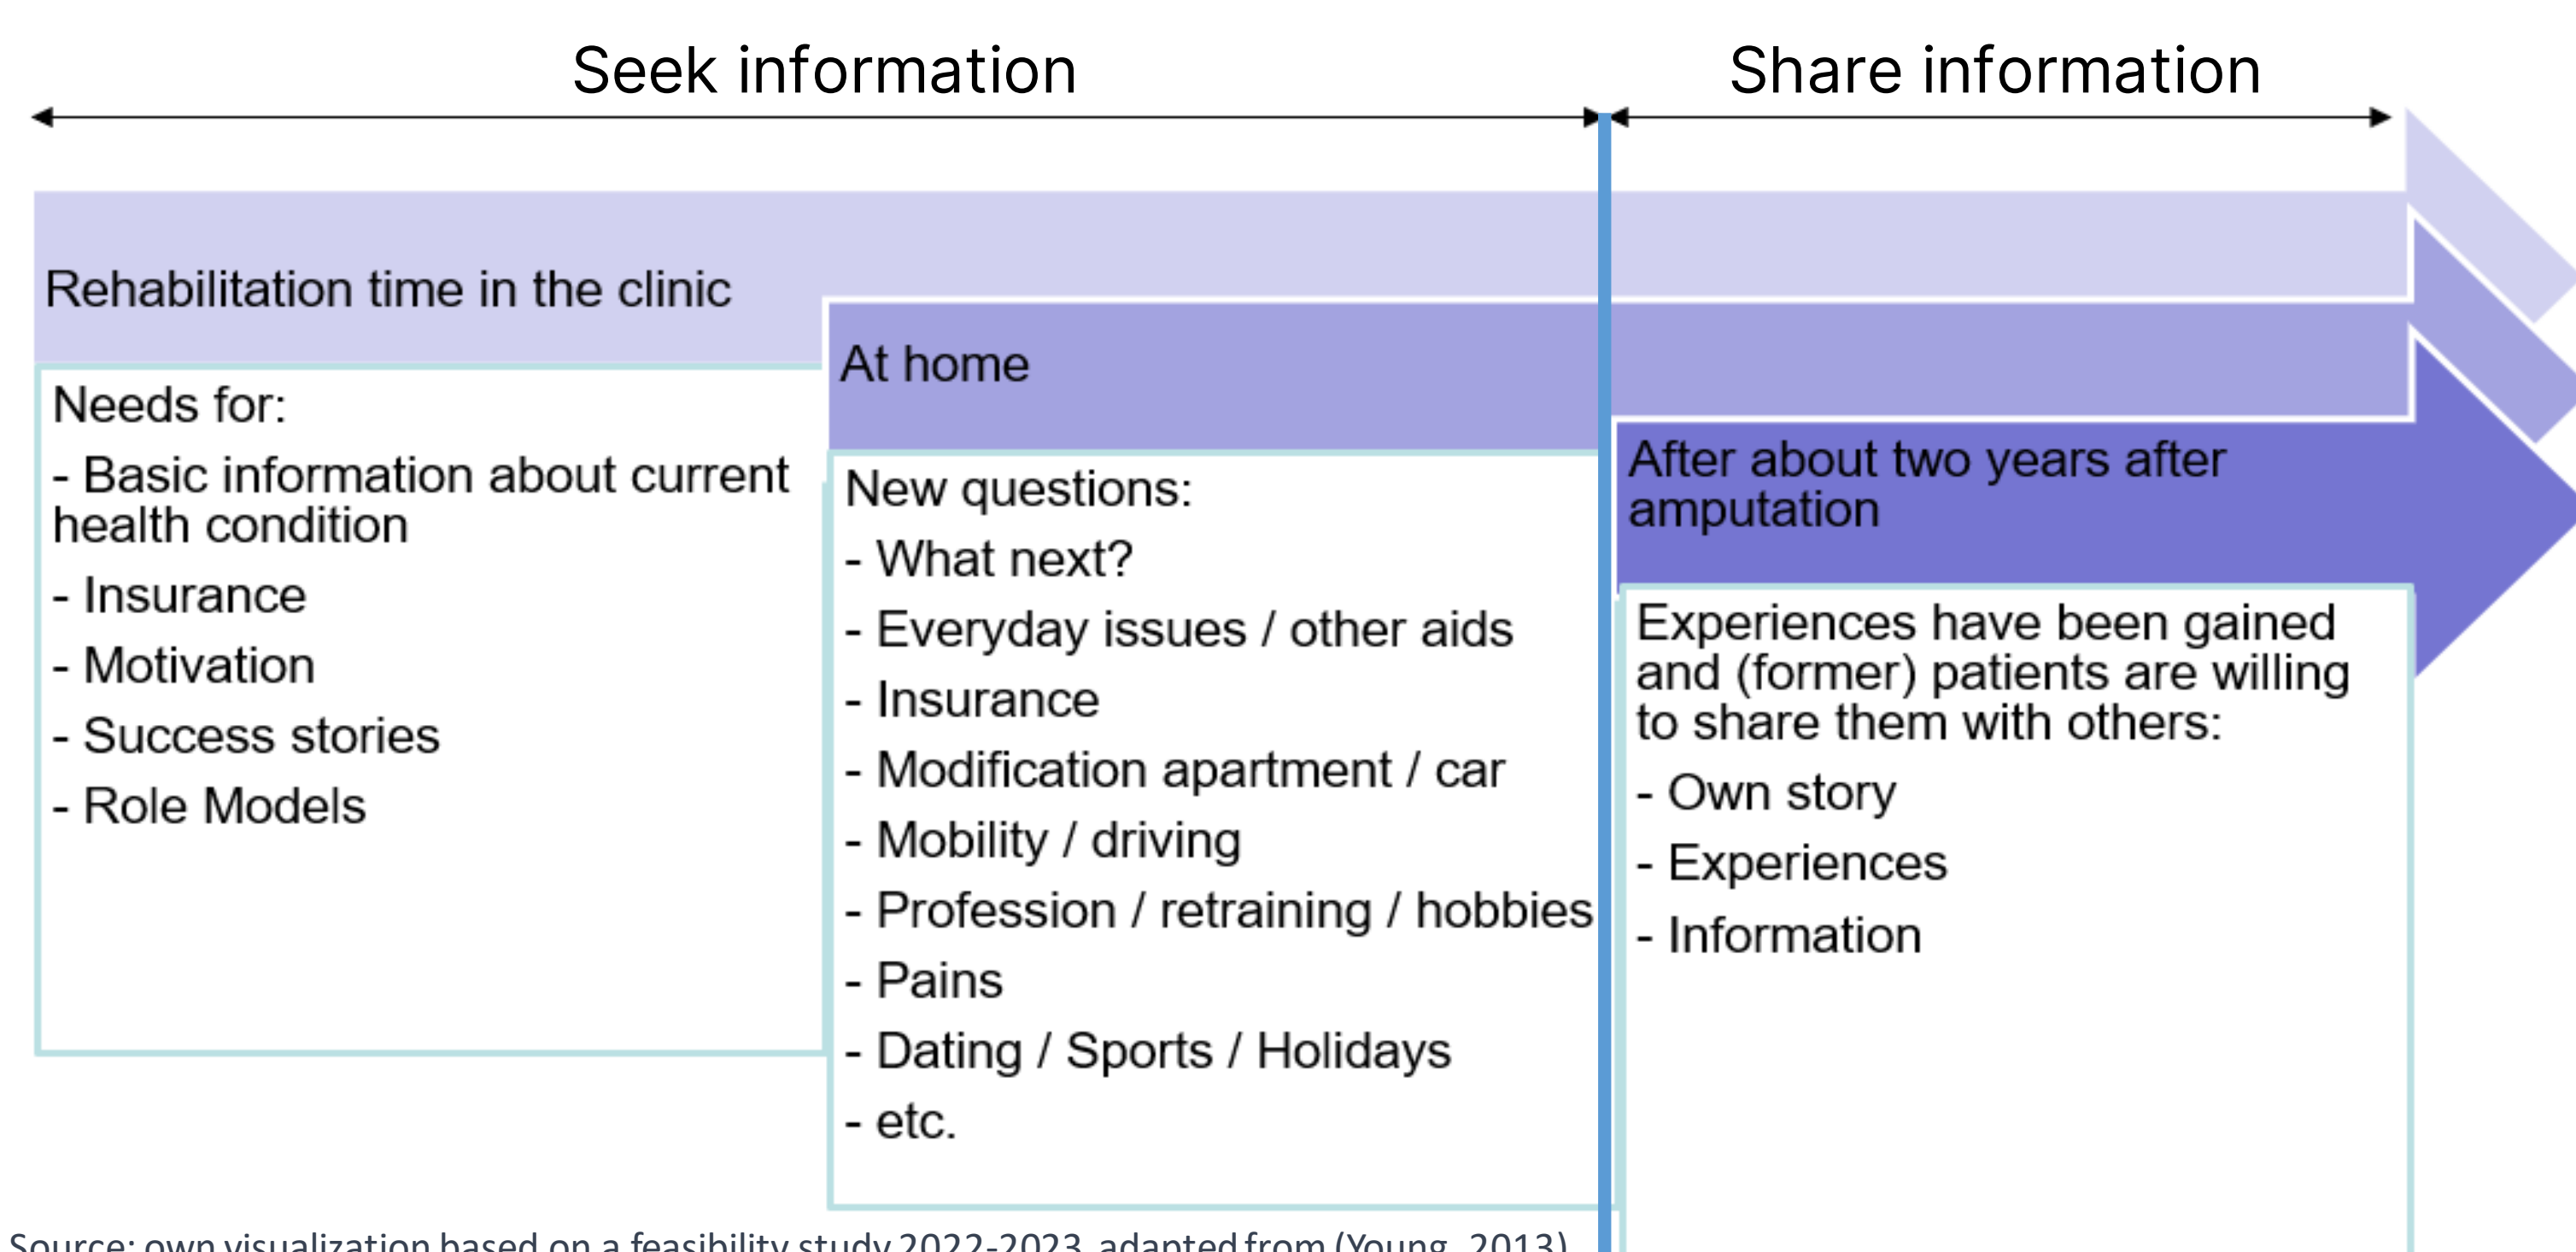 Seek information
Share information
Rehabilitation time in the clinic
Needs for:
- Basic information about current
health condition
- Insurance
- Motivation
- Success stories
- Role Models
At home
New questions:
- What next?
- Everyday issues / other aids
- Insurance
- Modification apartment / car
- Mobility / driving
- Profession / retraining / hobbies
- Pains
- Dating / Sports / Holidays
- etc.
After about two years after
amputation
Experiences have been gained
and (former) patients are willing
to share them with others:
- Own story
- Experiences
- Information
Source: own visualization based on a feasibility study 2022-2023, adapted from (Young, 2013)